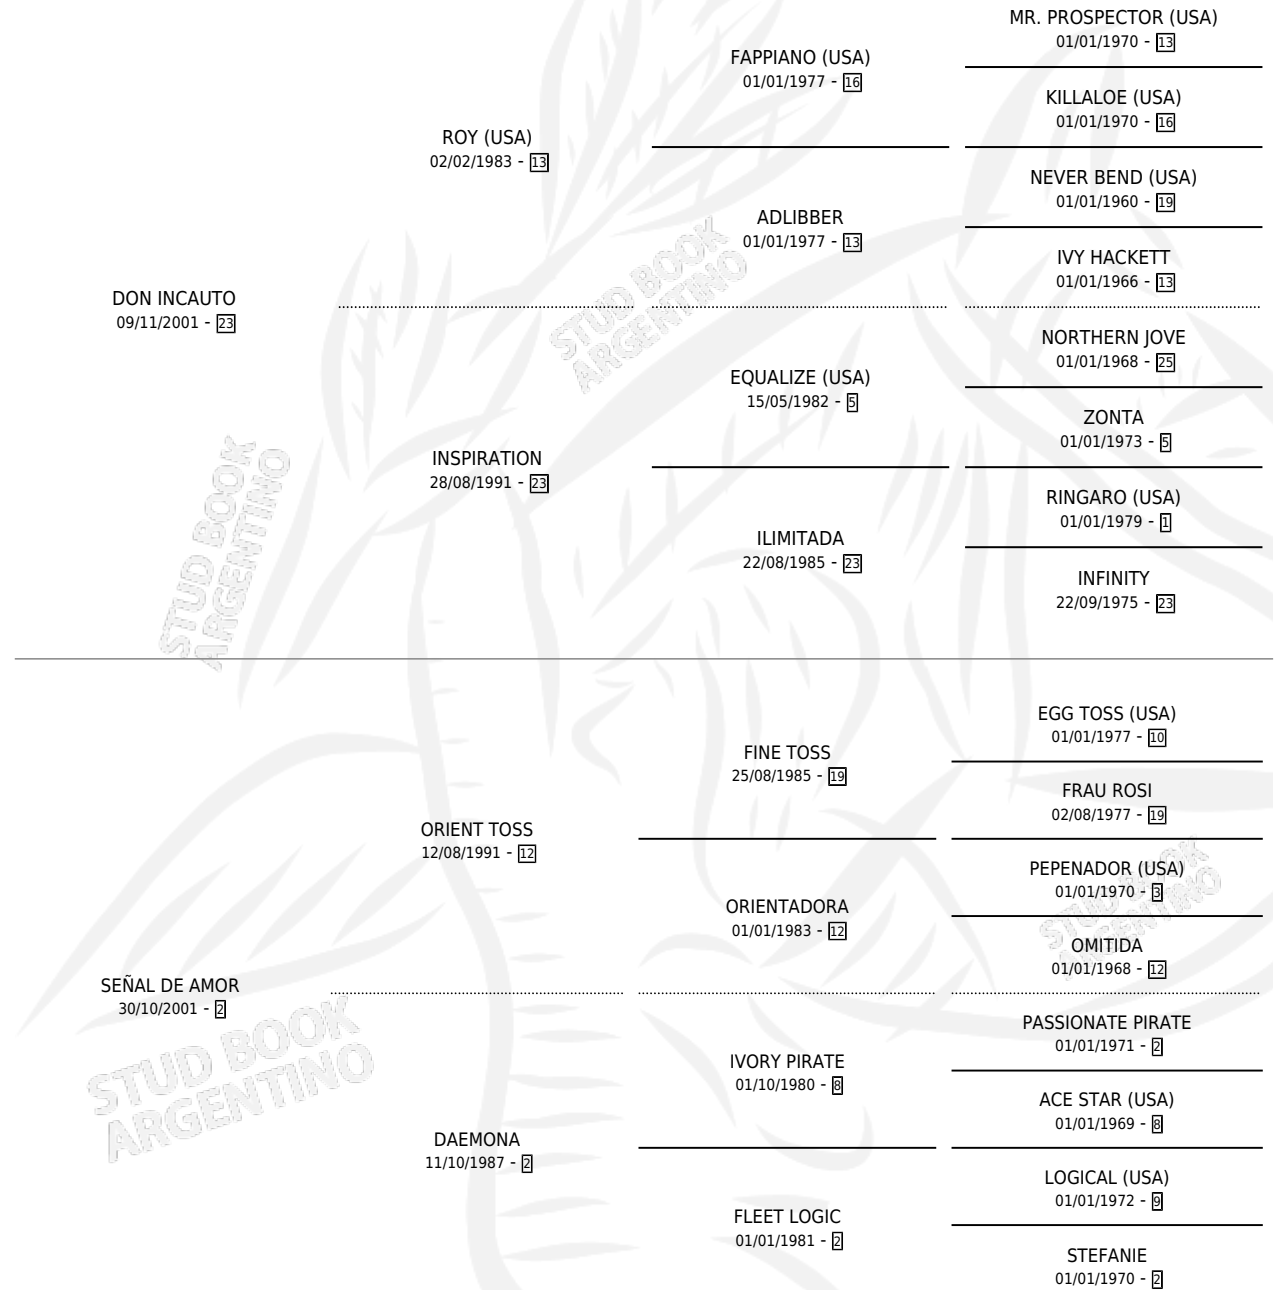 MR. PROSPECTOR (USA)
01/01/1970 - 13
FAPPIANO (USA)
01/01/1977 - 16
KILLALOE (USA)
01/01/1970 - 16
ROY (USA)
02/02/1983 - 13
NEVER BEND (USA)
01/01/1960 - 19
ADLIBBER
01/01/1977 - 13
IVY HACKETT
01/01/1966 - 13
DON INCAUTO
09/11/2001 - 23
NORTHERN JOVE
01/01/1968 - 25
EQUALIZE (USA)
15/05/1982 - 5
ZONTA
01/01/1973 - 5
INSPIRATION
28/08/1991 - 23
RINGARO (USA)
01/01/1979 - 1
ILIMITADA
22/08/1985 - 23
INFINITY
22/09/1975 - 23
EGG TOSS (USA)
01/01/1977 - 10
FINE TOSS
25/08/1985 - 19
FRAU ROSI
02/08/1977 - 19
ORIENT TOSS
12/08/1991 - 12
PEPENADOR (USA)
01/01/1970 - 3
ORIENTADORA
01/01/1983 - 12
OMITIDA
01/01/1968 - 12
SEÑAL DE AMOR
30/10/2001 - 2
PASSIONATE PIRATE
01/01/1971 - 2
IVORY PIRATE
01/10/1980 - 8
ACE STAR (USA)
01/01/1969 - 8
DAEMONA
11/10/1987 - 2
LOGICAL (USA)
01/01/1972 - 9
FLEET LOGIC
01/01/1981 - 2
STEFANIE
01/01/1970 - 2
STUD BOOK
ARGENTINO
STUD BOOK
ARGENTINO
STUD BOOK
ARGENTINO
STUD BOOK
ARGENTINO